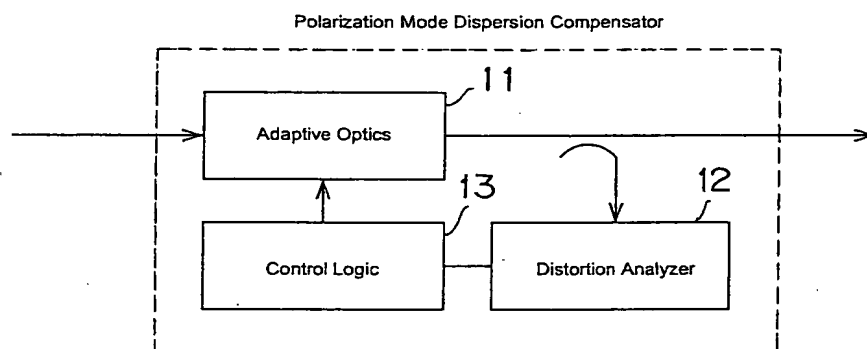 Polarization Mode Dispersion Compensator
11
Adaptive Optics
13
12
Control Logic
Distortion Analyzer